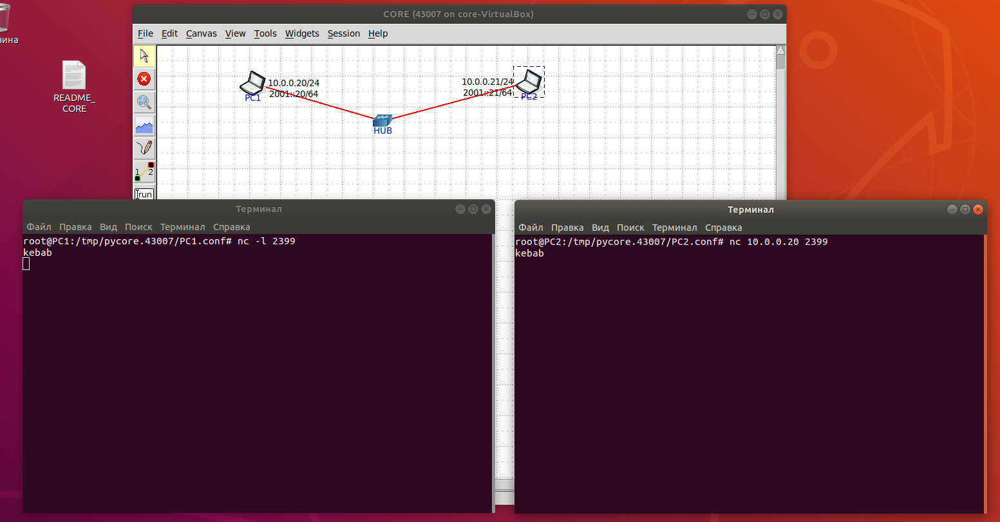 CORE (43007 on core-VirtualBox)
File Edit Canvas View Tools Widgets Session Help
README_
CORE
10.0.0.20/24
2001::20/64
PC1
10.0.0.21/24
2001::21/64
PC2
HUB
1 2
run
Терминал
Файл Правка Вид Поиск Терминал Справка
root@PC1:/tmp/pycore.43007/PC1.conf# nc -l 2399
kebab
Терминал
Файл Правка Вид Поиск Терминал Справка
root@PC2:/tmp/pycore.43007/PC2.conf# nc 10.0.0.20 2399
kebab